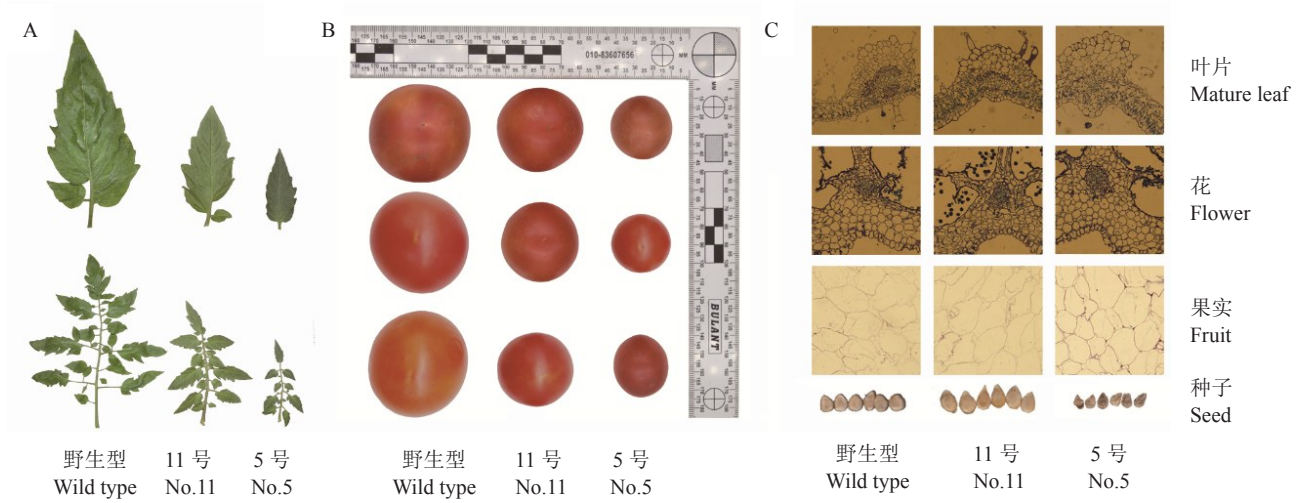 A
B
C
010-83607656
MM
MM
BULANT
叶片
Mature leaf
花
Flower
果实
Fruit
种子
Seed
野生型
Wild type
11 号
No.11
5 号
No.5
野生型
Wild type
11 号
No.11
5 号
No.5
野生型
Wild type
11 号
No.11
5 号
No.5